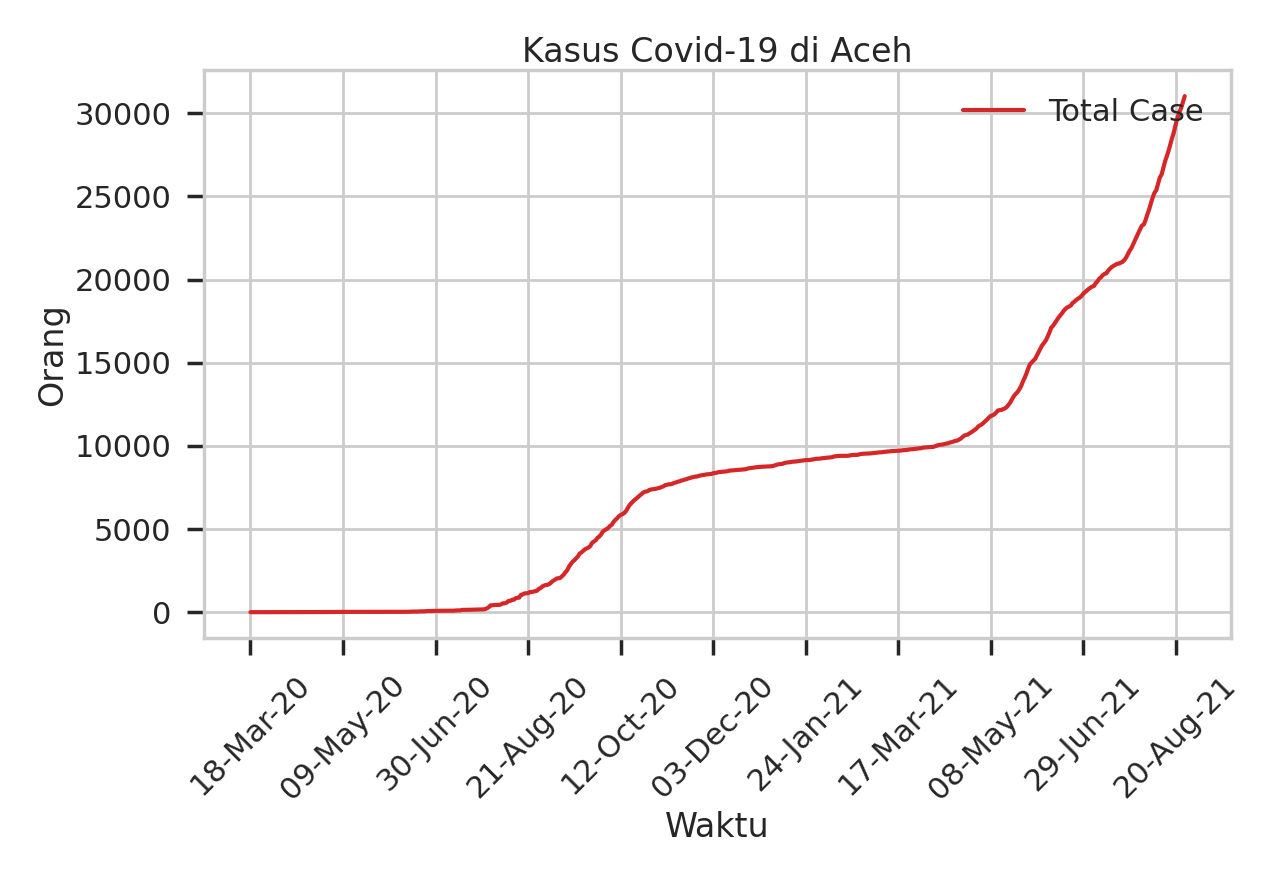 Kasus Covid-19 di Aceh
Total Case
30000
25000
20000
15000
10000
5000
0
Orang
18-Mar-20
09-May-20
30-Jun-20
21-Aug-20
12-Oct-20
03-Dec-20
24-Jan-21
17-Mar-21
08-May-21
29-Jun-21
20-Aug-21
Waktu